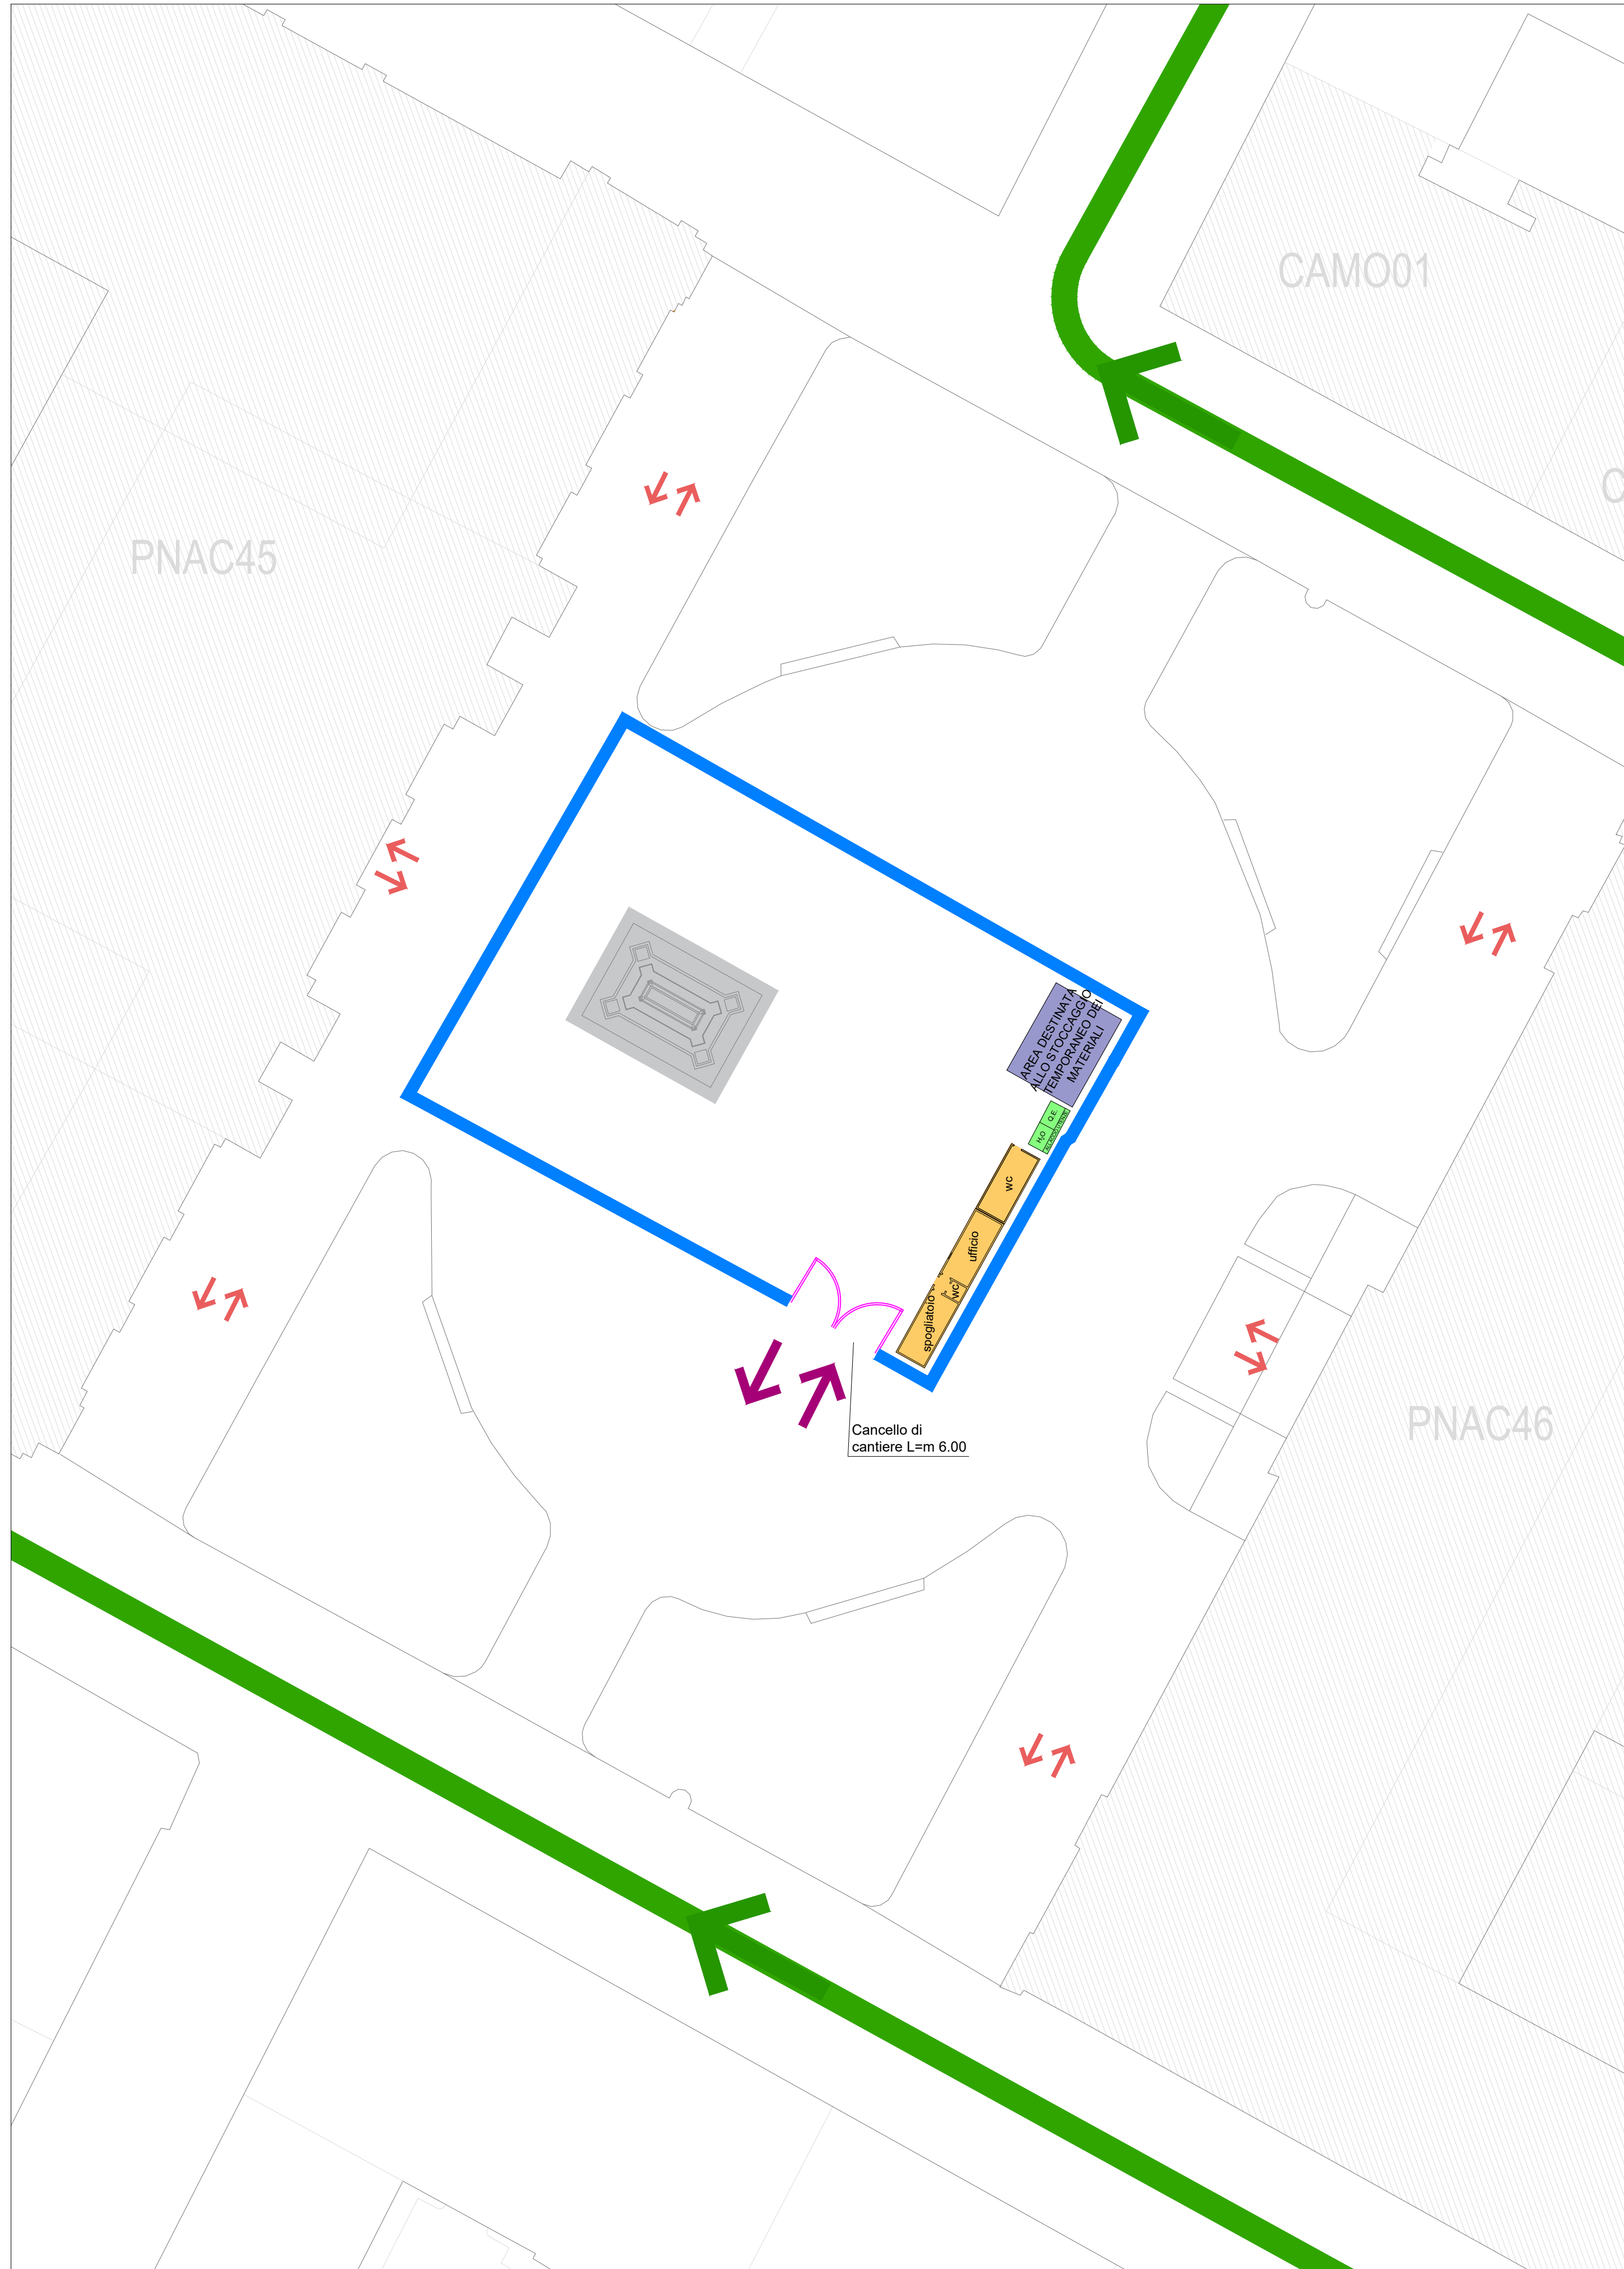 CAMO01
C
PNAC45
AREA DESTINATA
ALLO STOCCAGGIO
TEMPORANEO DEI
MATERIALI
Q.E.
H₂O
wc
ufficio
wc
spogliatoio
Cancello di
cantiere L=m 6.00
PNAC46